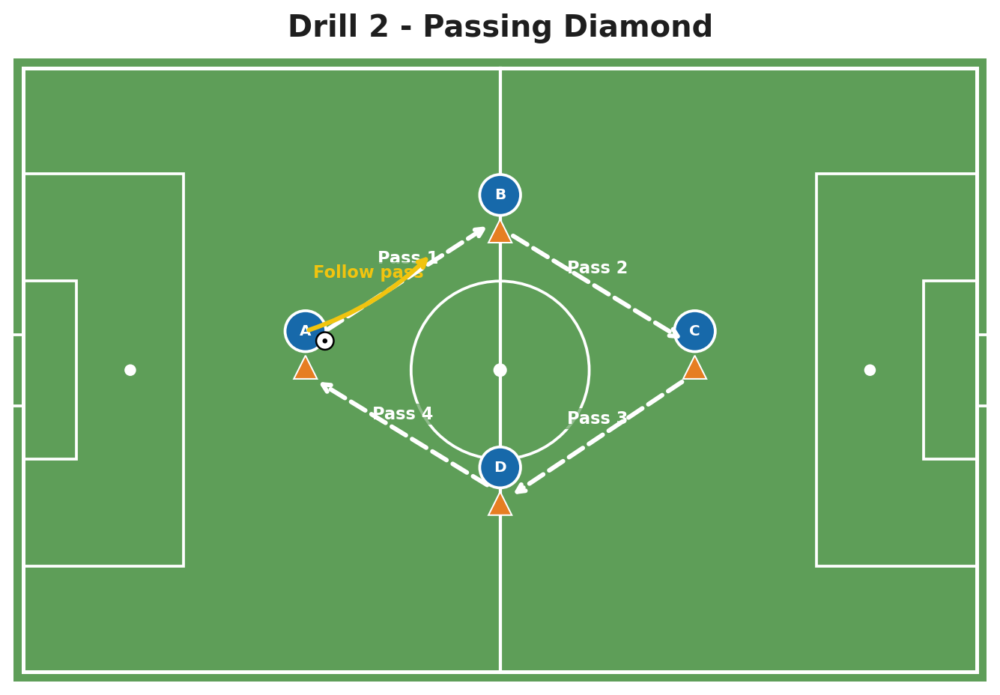 Drill 2 - Passing Diamond
B
Pass 1
Pass 2
Follow pass
A
C
Pass 4
Pass 3
D